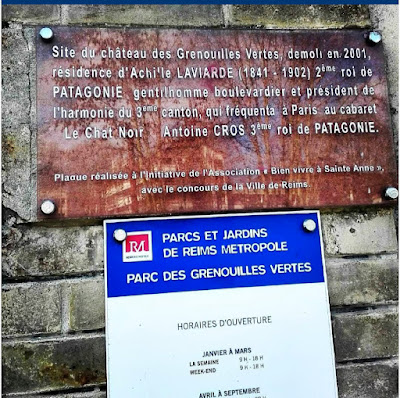 Site du château des Grenouilles Vertes, demoli en 2001,
résidence d'Achille LAVIARDE (1841 - 1902) 2ème roi de
PATAGONIE gentilhomme boulevardier et président de
l'harmonie du 3ème canton, qui fréquenta à Paris au cabaret
Le Chat Noir Antoine CROS 3ème roi de PATAGONIE.
Plaque réalisée à l'Initiative de l'Association « Bien vivre à Sainte Anne »,
avec le concours de la Ville de Reims.
PARCS ET JARDINS
DE REIMS METROPOLE
PARC DES GRENOUILLES VERTES
HORAIRES D'OUVERTURE
JANVIER À MARS
LA SEMAINE 9 H - 18 H
WEEK-END 9 H - 18 H
AVRIL À SEPTEMBRE